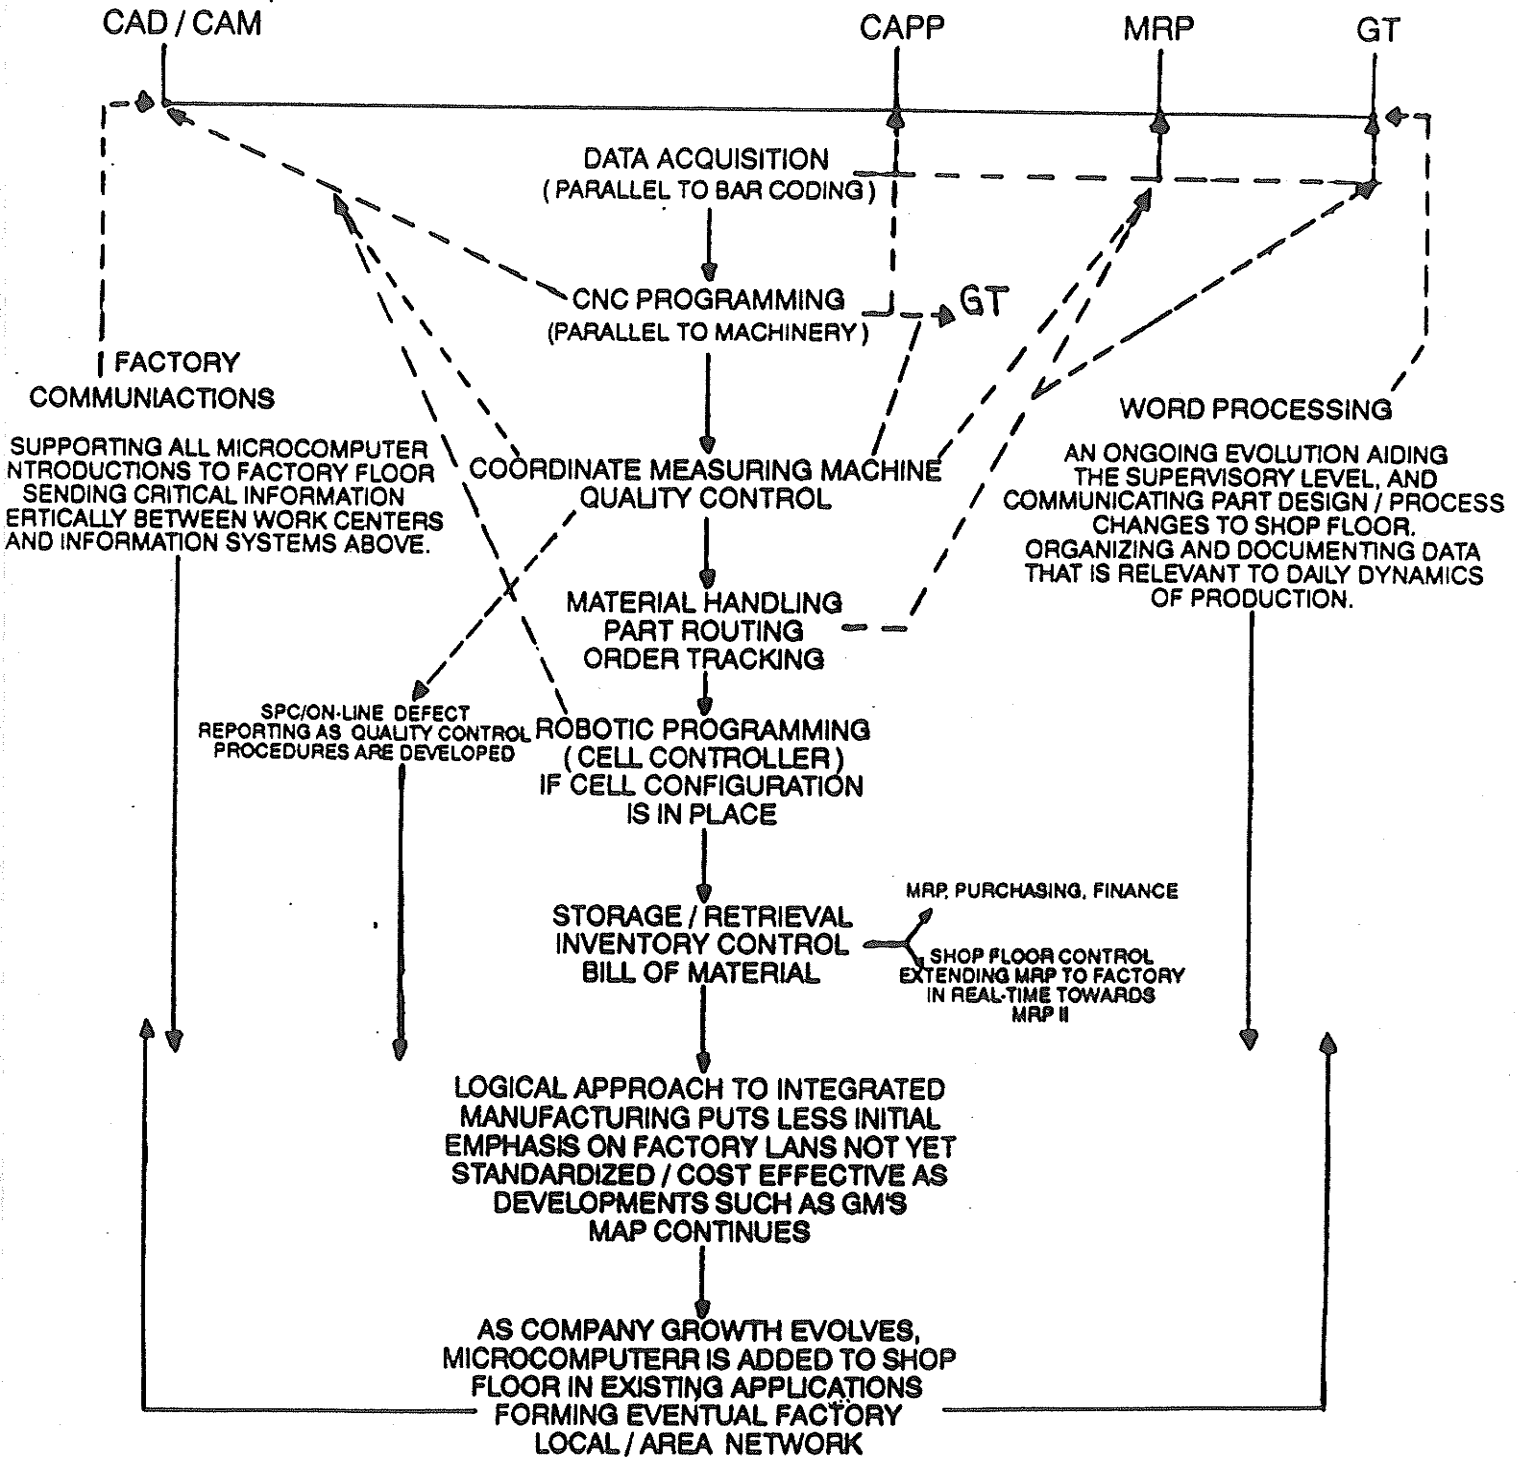 CAD / CAM
CAPP
MRP
GT
DATA ACQUISITION
( PARALLEL TO BAR CODING )
CNC PROGRAMMING
(PARALLEL TO MACHINERY )
GT
FACTORY
COMMUNIACTIONS
SUPPORTING ALL MICROCOMPUTER
NTRODUCTIONS TO FACTORY FLOOR
SENDING CRITICAL INFORMATION
ERTICALLY BETWEEN WORK CENTERS
AND INFORMATION SYSTEMS ABOVE.
WORD PROCESSING
AN ONGOING EVOLUTION AIDING
THE SUPERVISORY LEVEL, AND
COMMUNICATING PART DESIGN / PROCESS
CHANGES TO SHOP FLOOR.
ORGANIZING AND DOCUMENTING DATA
THAT IS RELEVANT TO DAILY DYNAMICS
OF PRODUCTION.
COORDINATE MEASURING MACHINE
QUALITY CONTROL
MATERIAL HANDLING
PART ROUTING
ORDER TRACKING
SPC/ON-LINE DEFECT
REPORTING AS QUALITY CONTROL
PROCEDURES ARE DEVELOPED
ROBOTIC PROGRAMMING
( CELL CONTROLLER )
IF CELL CONFIGURATION
IS IN PLACE
STORAGE / RETRIEVAL
INVENTORY CONTROL
BILL OF MATERIAL
MRP, PURCHASING, FINANCE
SHOP FLOOR CONTROL
EXTENDING MRP TO FACTORY
IN REAL-TIME TOWARDS
MRP II
LOGICAL APPROACH TO INTEGRATED
MANUFACTURING PUTS LESS INITIAL
EMPHASIS ON FACTORY LANS NOT YET
STANDARDIZED / COST EFFECTIVE AS
DEVELOPMENTS SUCH AS GM'S
MAP CONTINUES
AS COMPANY GROWTH EVOLVES,
MICROCOMPUTERR IS ADDED TO SHOP
FLOOR IN EXISTING APPLICATIONS
FORMING EVENTUAL FACTORY
LOCAL / AREA NETWORK